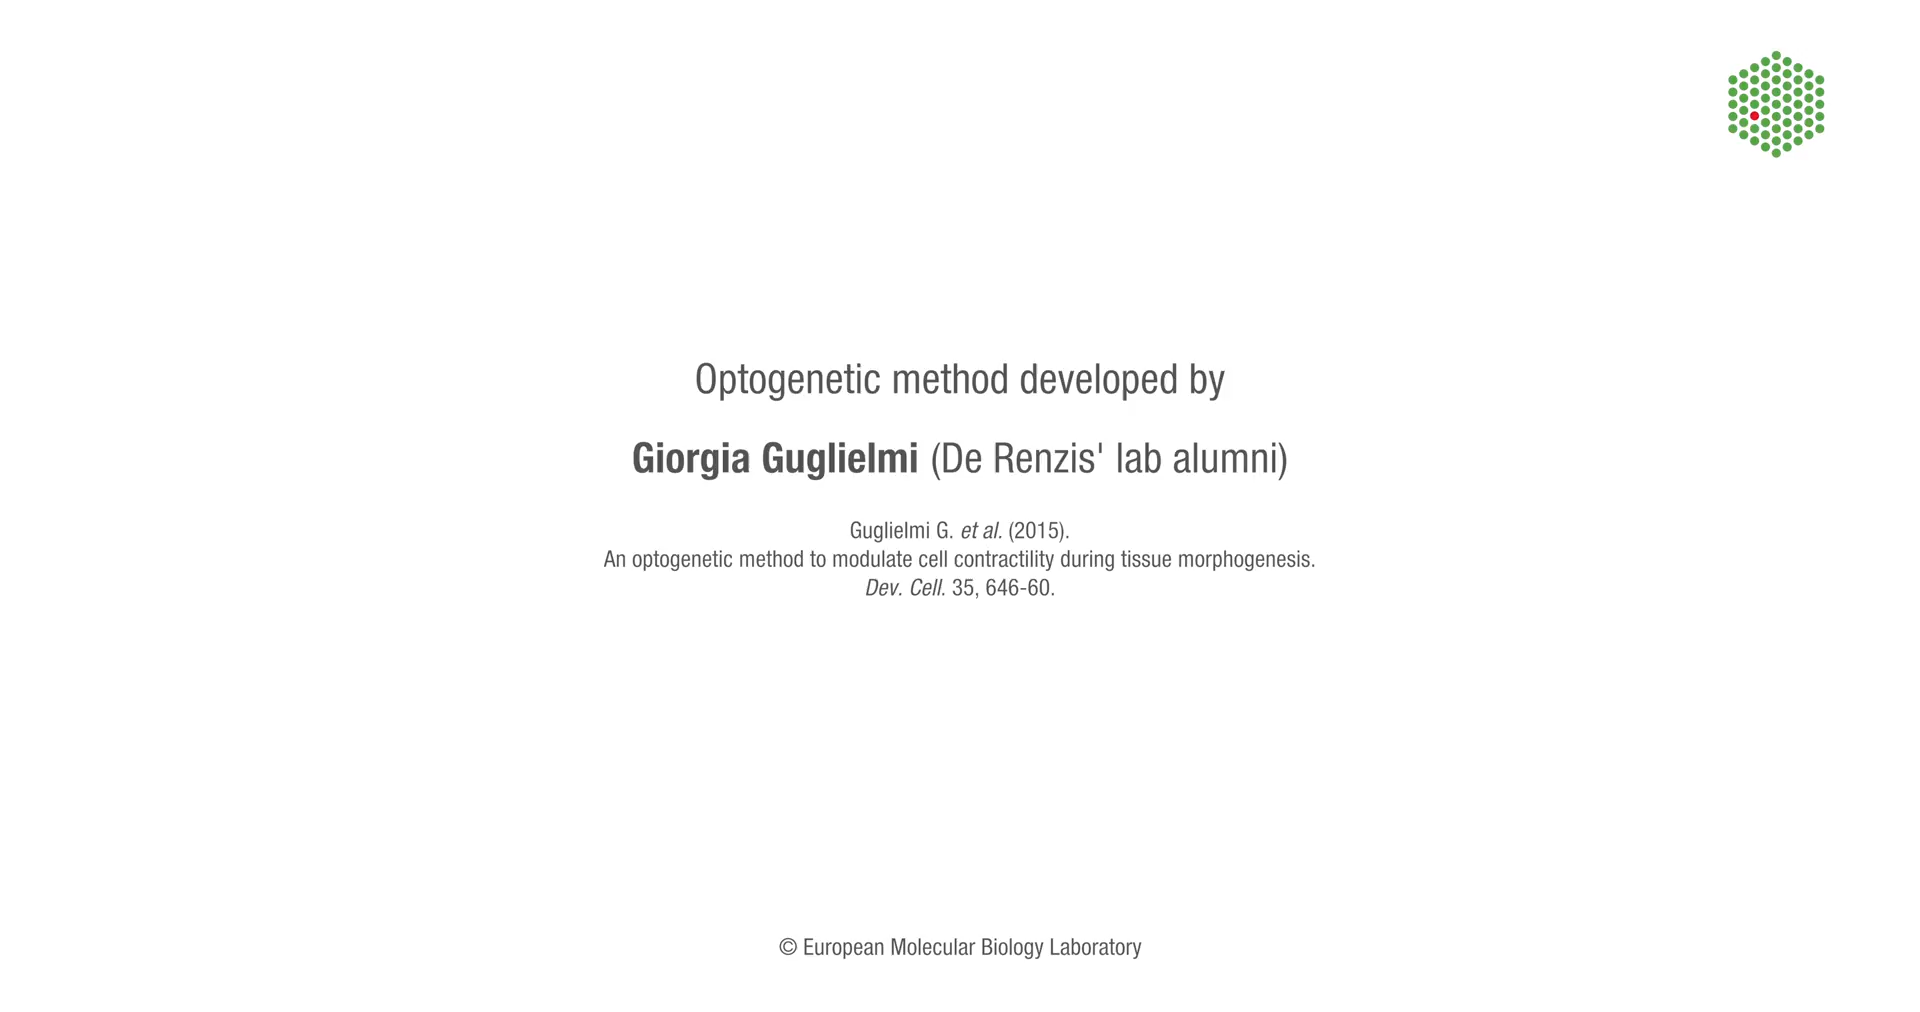 Optogenetic method developed by
Giorgia Guglielmi (De Renzis' lab alumni)
Guglielmi G. et al. (2015).
An optogenetic method to modulate cell contractility during tissue morphogenesis.
Dev. Cell. 35, 646-60.
© European Molecular Biology Laboratory